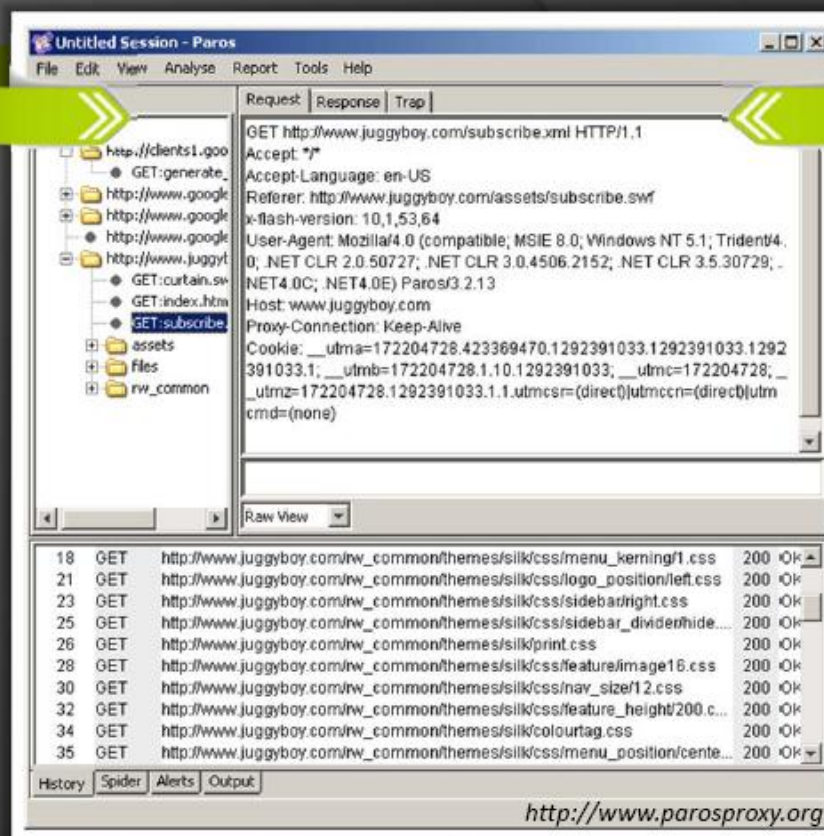 Untitled Session - Paros
File Edit View Analyse Report Tools Help
Request Response Trap
http://clients1.goo
GET:generate_
http://www.google
http://www.google
http://www.google
http://www.juggyb
GET:curtain.sw
GET:index.htm
GET:subscribe.
assets
files
rw_common
GET http://www.juggyboy.com/subscribe.xml HTTP/1.1
Accept: */*
Accept-Language: en-US
Referer: http://www.juggyboy.com/assets/subscribe.swf
x-flash-version: 10,1,53,64
User-Agent: Mozilla/4.0 (compatible; MSIE 8.0; Windows NT 5.1; Trident/4.
0; .NET CLR 2.0.50727; .NET CLR 3.0.4506.2152; .NET CLR 3.5.30729; .
NET4.0C; .NET4.0E) Paros/3.2.13
Host: www.juggyboy.com
Proxy-Connection: Keep-Alive
Cookie: __utma=172204728.423369470.1292391033.1292391033.1292
391033.1; __utmb=172204728.1.10.1292391033; __utmc=172204728; _
_utmz=172204728.1292391033.1.1.utmcsr=(direct)|utmccn=(direct)|utm
cmd=(none)
Raw View
18 GET http://www.juggyboy.com/rw_common/themes/silk/css/menu_kerning/1.css 200 OK
21 GET http://www.juggyboy.com/rw_common/themes/silk/css/logo_position/left.css 200 OK
23 GET http://www.juggyboy.com/rw_common/themes/silk/css/sidebar/right.css 200 OK
25 GET http://www.juggyboy.com/rw_common/themes/silk/css/sidebar_divider/hide.... 200 OK
26 GET http://www.juggyboy.com/rw_common/themes/silk/print.css 200 OK
28 GET http://www.juggyboy.com/rw_common/themes/silk/css/feature/image16.css 200 OK
30 GET http://www.juggyboy.com/rw_common/themes/silk/css/nav_size/12.css 200 OK
32 GET http://www.juggyboy.com/rw_common/themes/silk/css/feature_height/200.c... 200 OK
34 GET http://www.juggyboy.com/rw_common/themes/silk/colourtag.css 200 OK
35 GET http://www.juggyboy.com/rw_common/themes/silk/css/menu_position/cente... 200 OK
History Spider Alerts Output
http://www.parosproxy.org